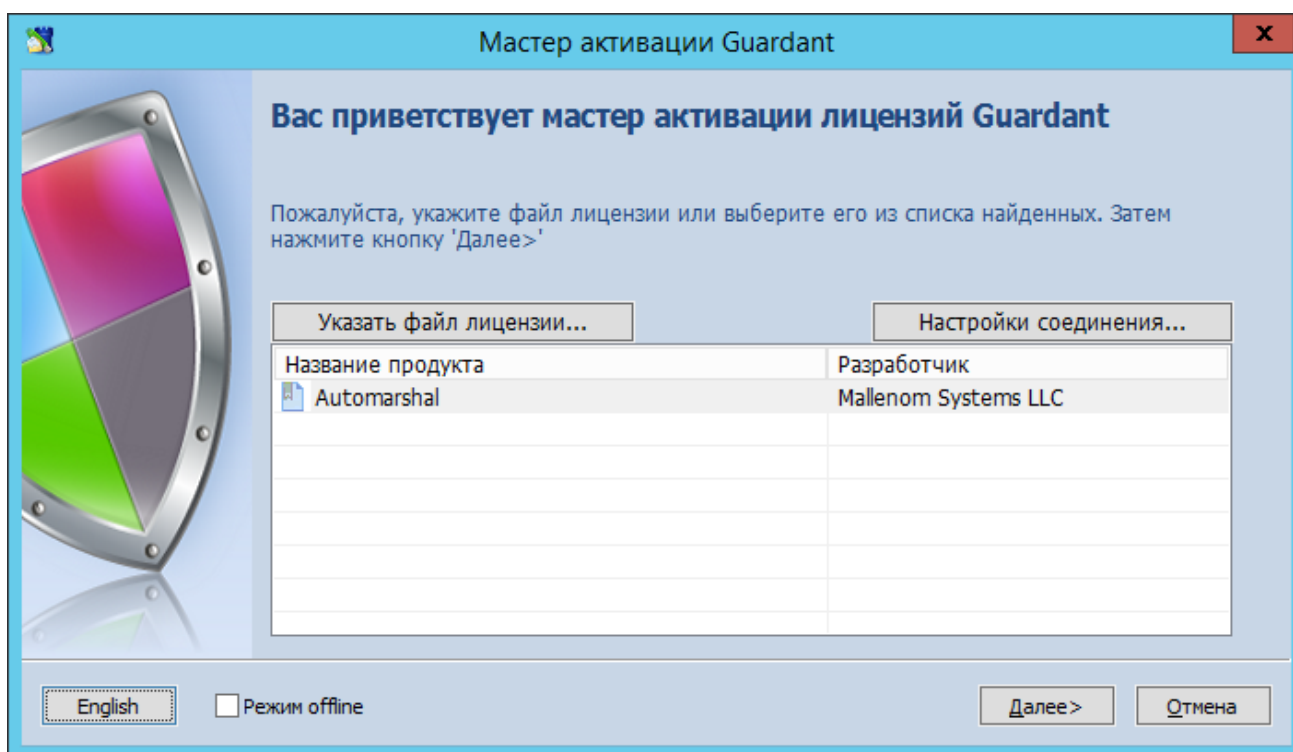 Мастер активации Guardant
x
Вас приветствует мастер активации лицензий Guardant
Пожалуйста, укажите файл лицензии или выберите его из списка найденных. Затем
нажмите кнопку 'Далее>'
Указать файл лицензии... Настройки соединения...
Название продукта Разработчик
Automarshal Mallenom Systems LLC
English Режим offline Далее> Отмена